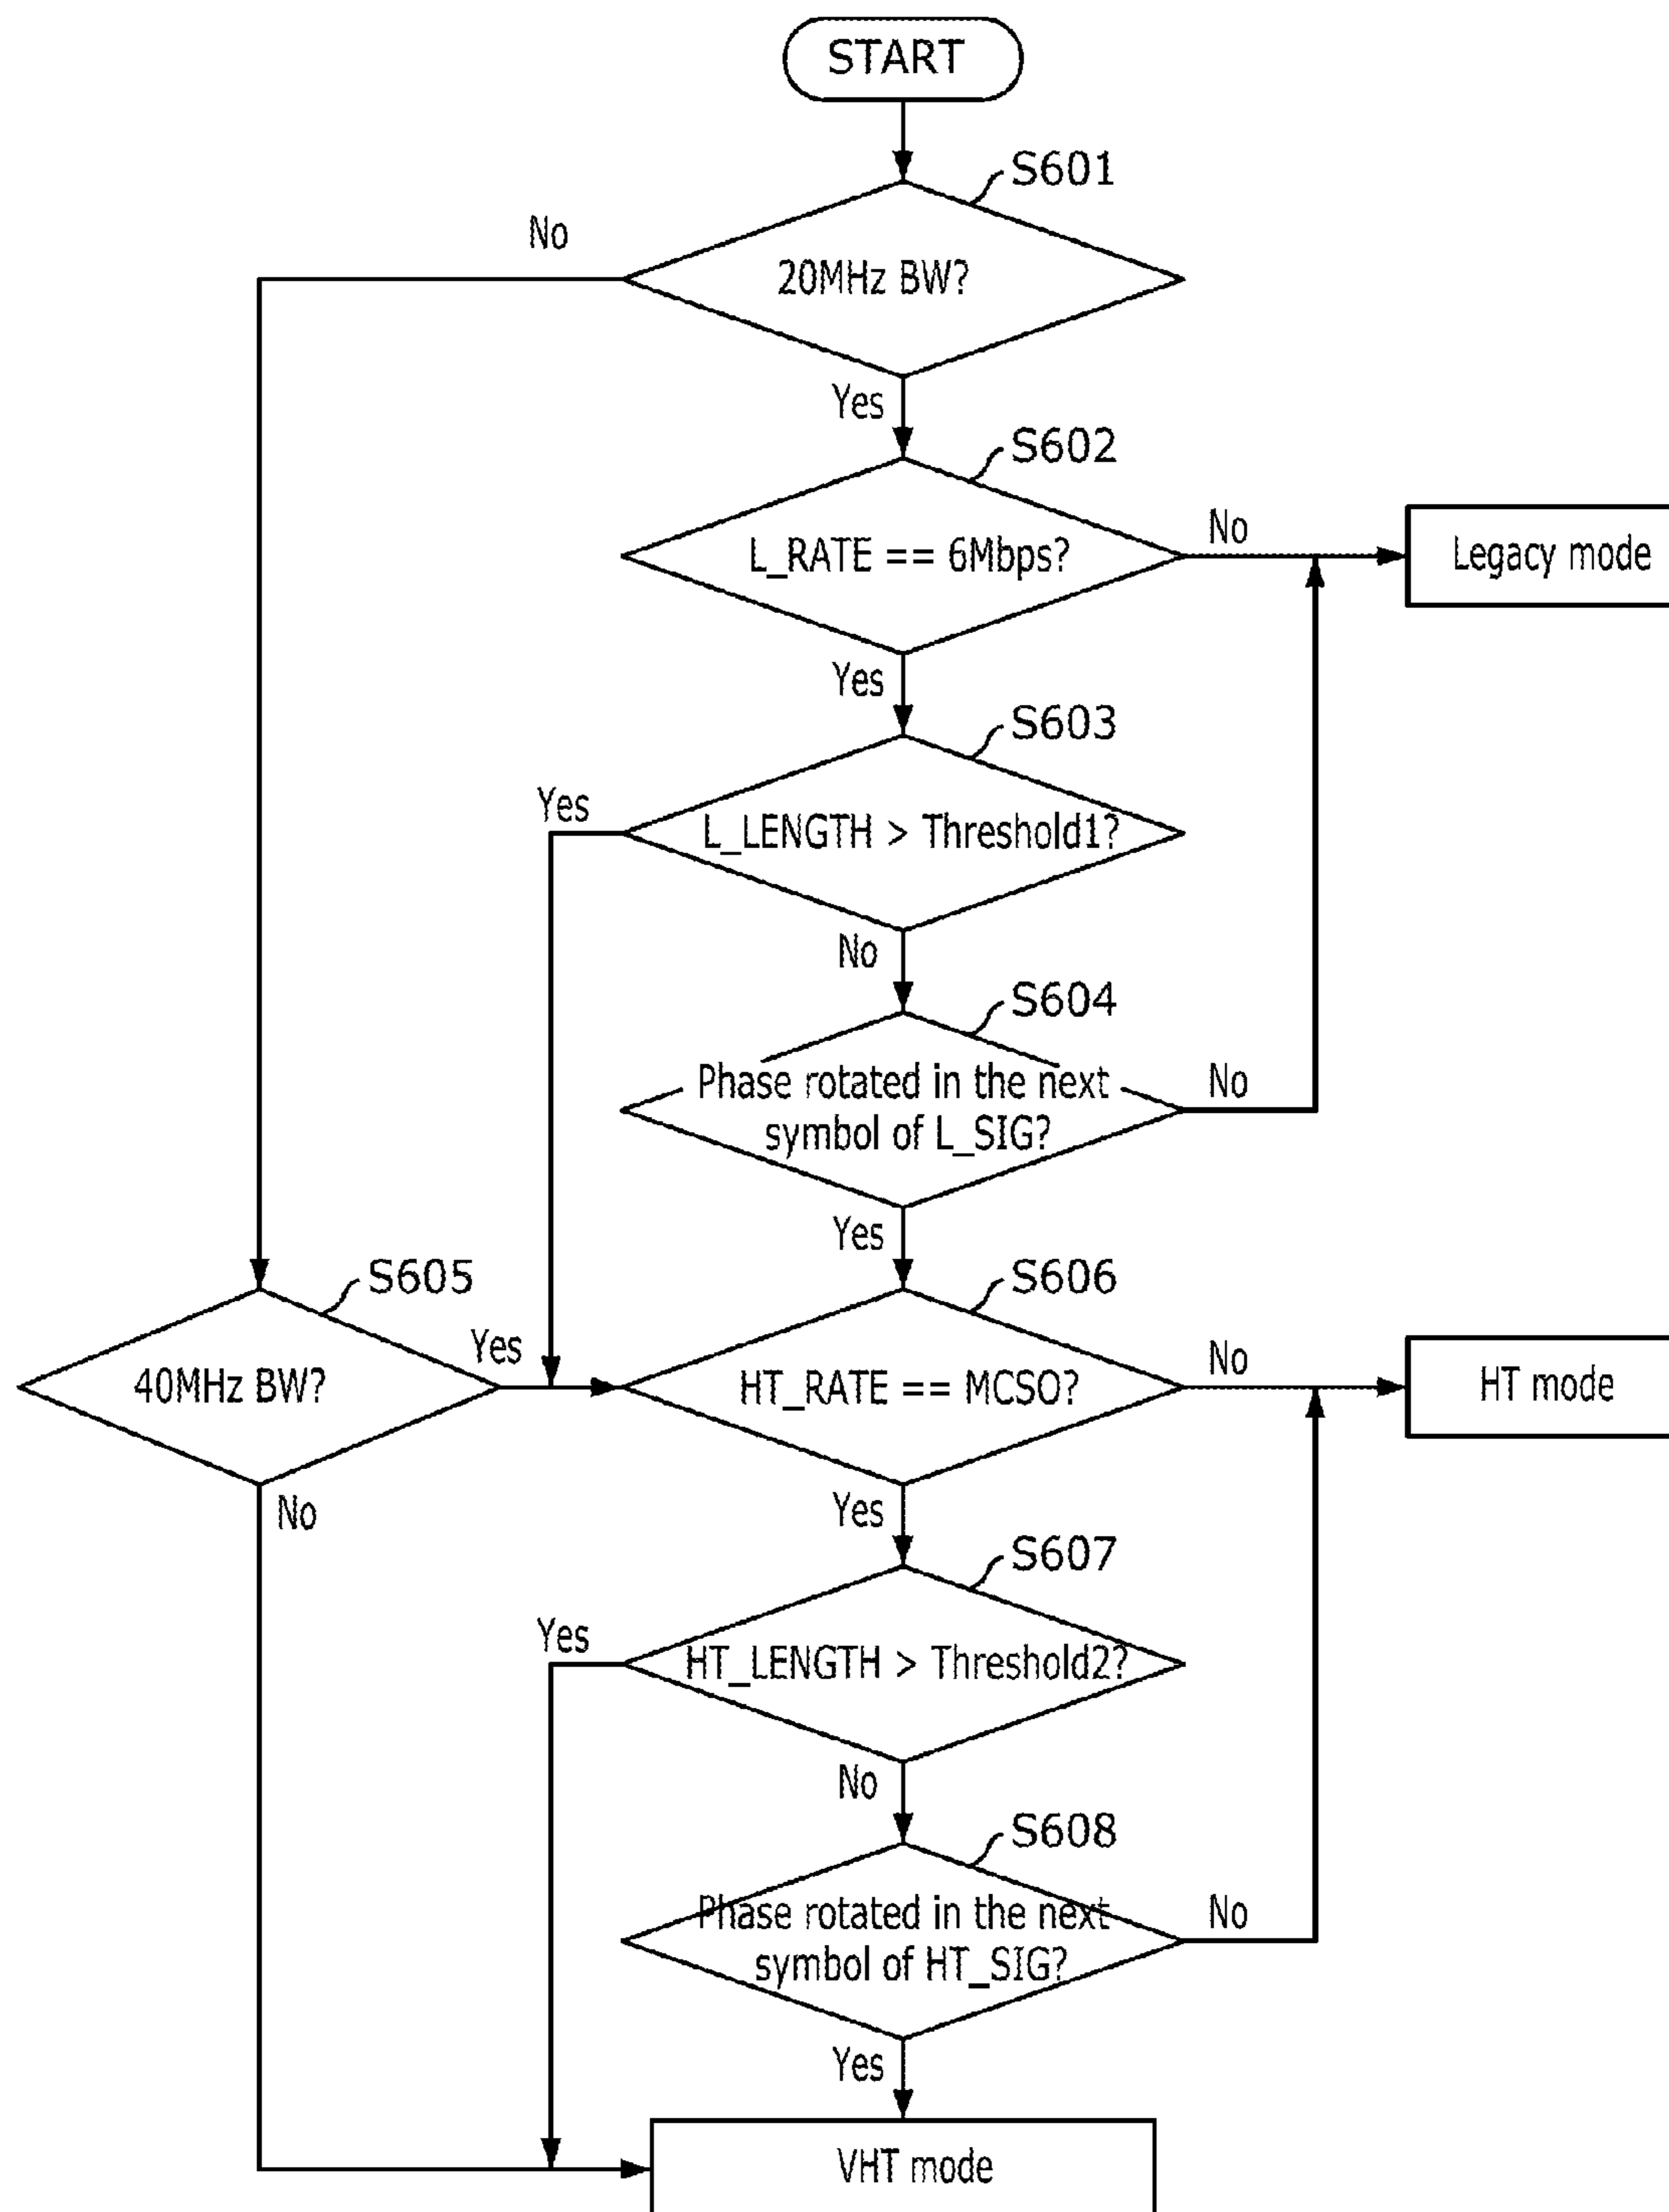 START
S601
No
20MHz BW?
Yes
S602
L_RATE == 6Mbps?
No
Legacy mode
Yes
S603
Yes
L_LENGTH > Threshold1?
No
S604
Phase rotated in the next
symbol of L_SIG?
No
Yes
S605
S606
40MHz BW?
Yes
HT_RATE == MCSO?
No
HT mode
No
Yes
S607
Yes
HT_LENGTH > Threshold2?
No
S608
Phase rotated in the next
symbol of HT_SIG?
No
Yes
VHT mode